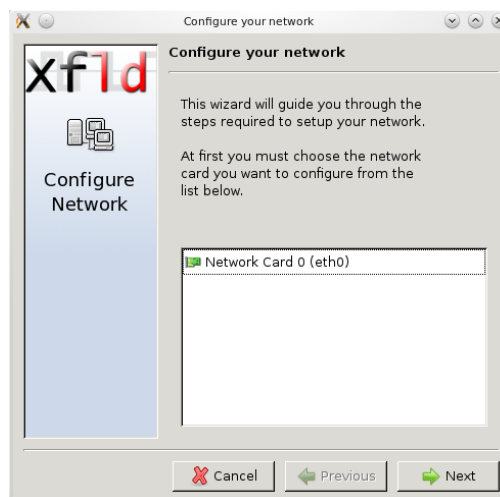 Configure your network
xfld
Configure
Network
Configure your network
This wizard will guide you through the
steps required to setup your network.
At first you must choose the network
card you want to configure from the
list below.
Network Card 0 (eth0)
Cancel
Previous
Next